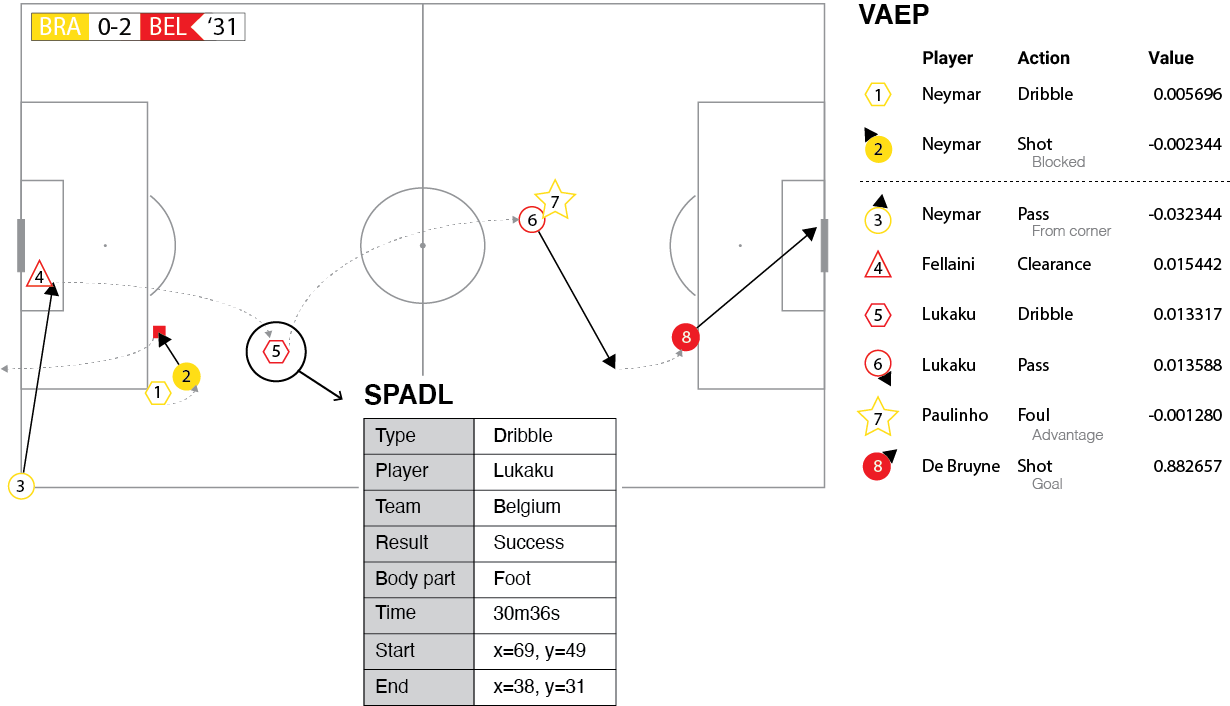 BRA 0-2 BEL ‘31
4
6
7
8
5
2
1
3
SPADL
Type Dribble
Player Lukaku
Team Belgium
Result Success
Body part Foot
Time 30m36s
Start x=69, y=49
End x=38, y=31
VAEP
Player Action Value
1 Neymar Dribble 0.005696
2 Neymar Shot -0.002344
Blocked
3 Neymar Pass -0.032344
From corner
4 Fellaini Clearance 0.015442
5 Lukaku Dribble 0.013317
6 Lukaku Pass 0.013588
7 Paulinho Foul -0.001280
Advantage
8 De Bruyne Shot 0.882657
Goal